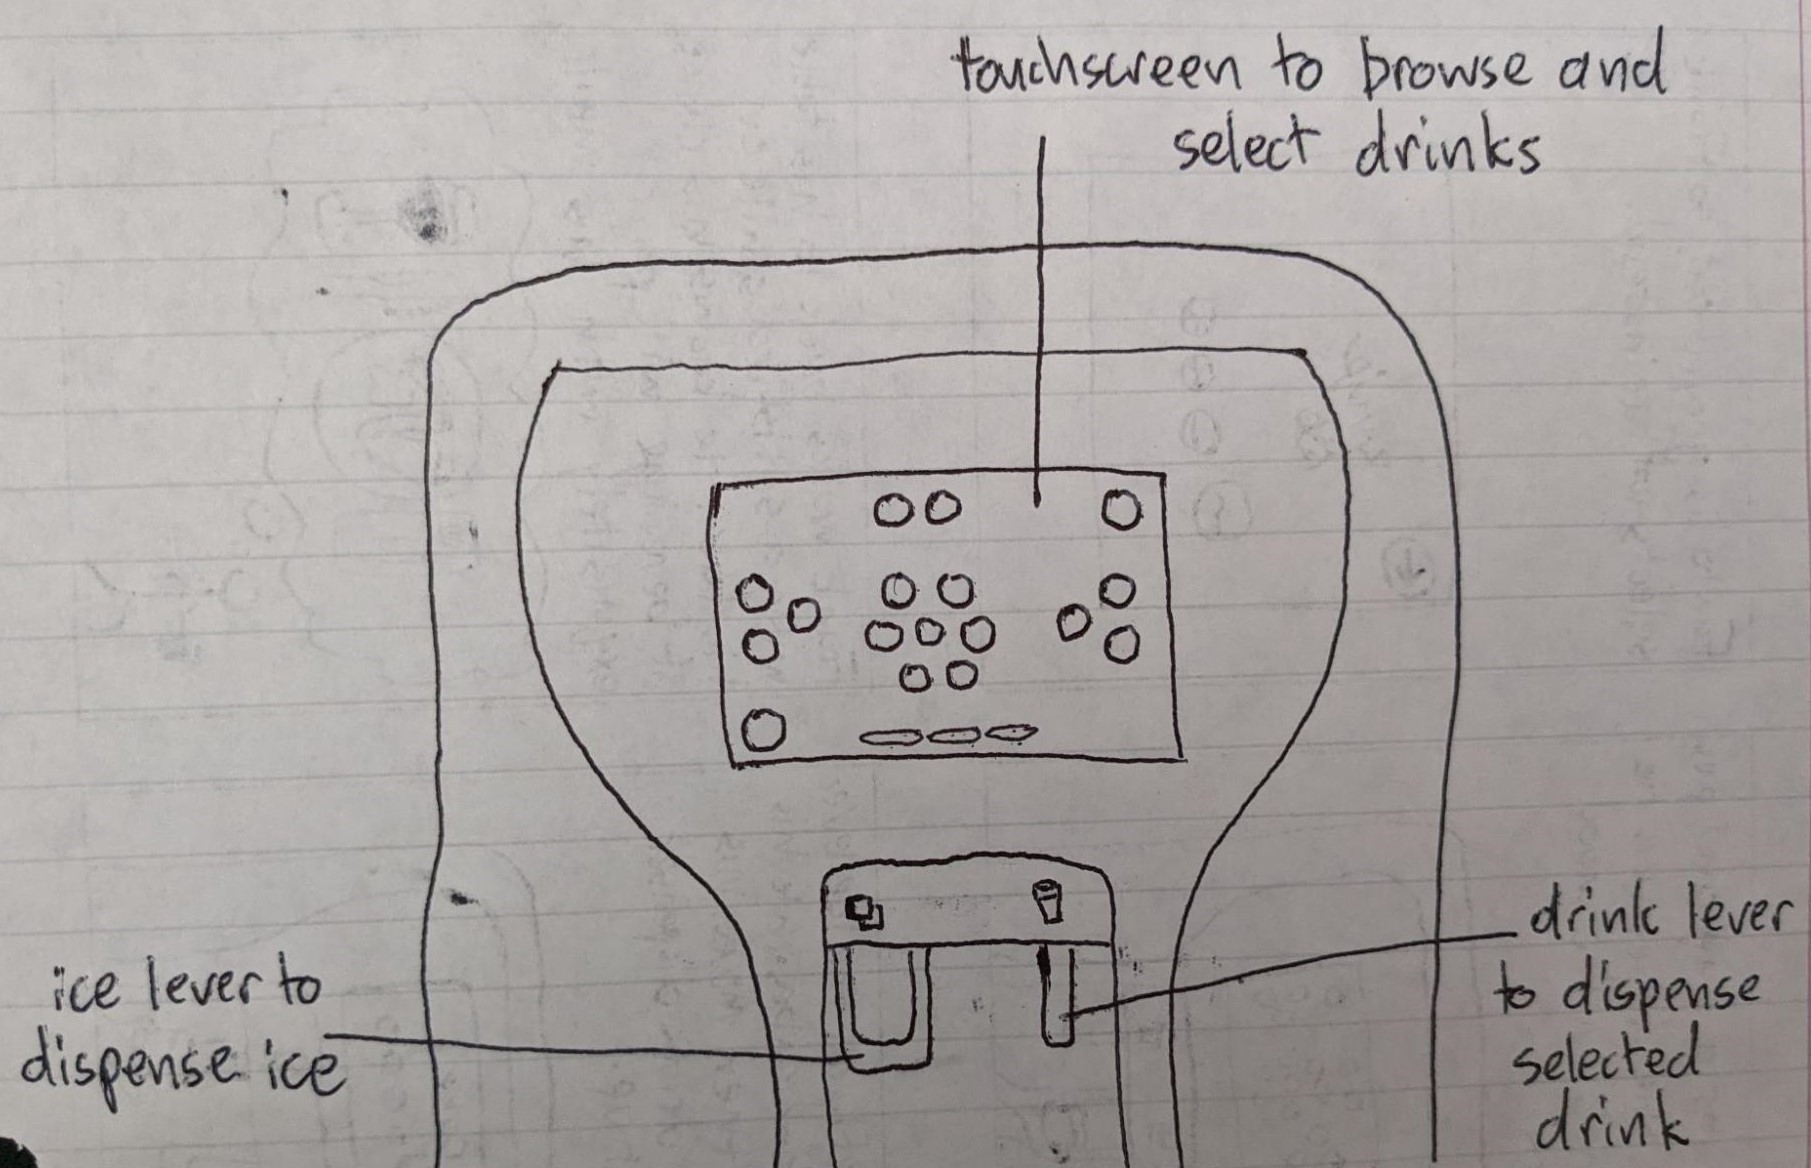 touchscreen to browse and
select drinks
ice lever to
dispense ice
drink lever
to dispense
selected
drink